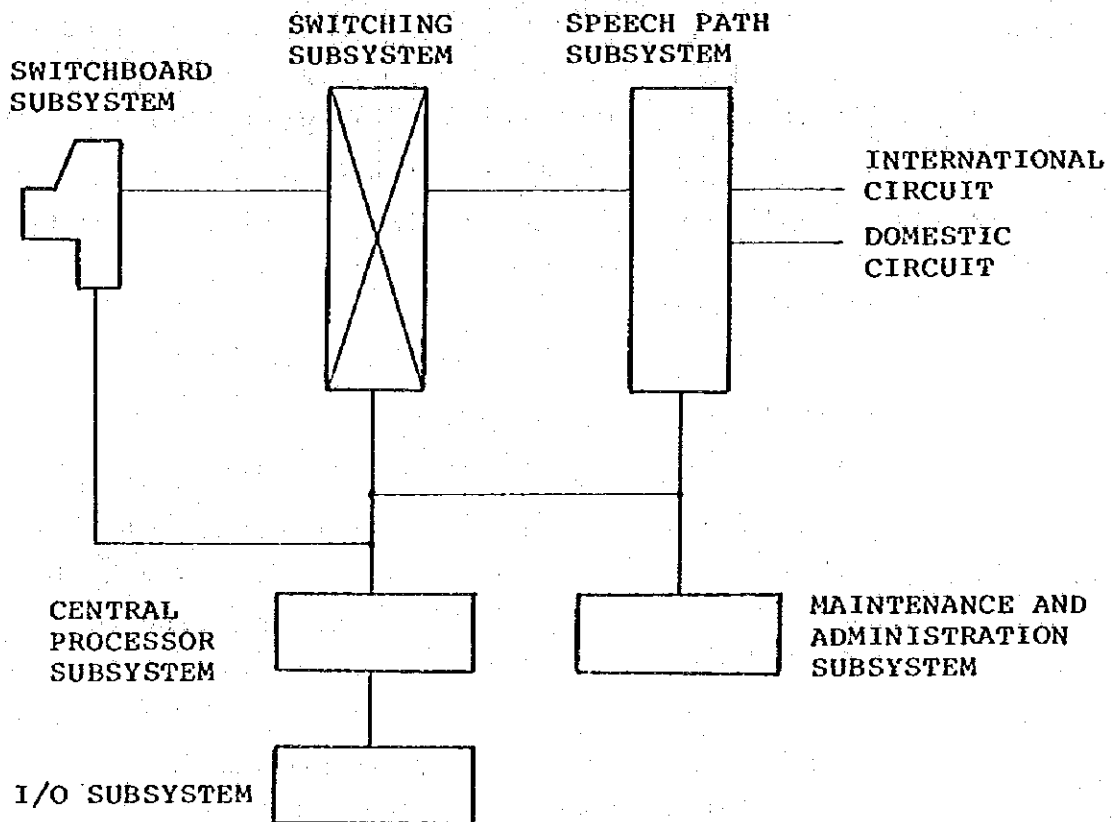 SWITCHING
SUBSYSTEM
SPEECH PATH
SUBSYSTEM
SWITCHBOARD
SUBSYSTEM
INTERNATIONAL
CIRCUIT
DOMESTIC
CIRCUIT
CENTRAL
PROCESSOR
SUBSYSTEM
MAINTENANCE AND
ADMINISTRATION
SUBSYSTEM
I/O SUBSYSTEM